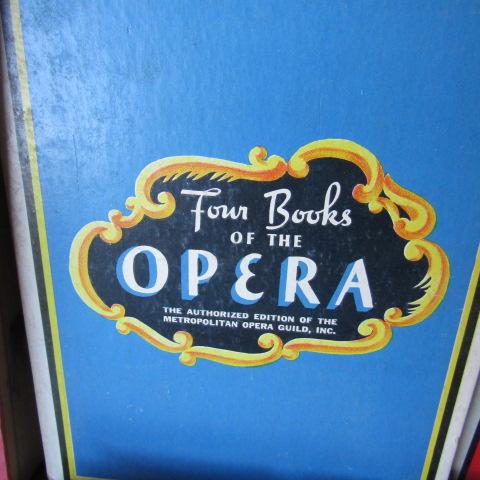 Four Books
OF THE
OPERA
THE AUTHORIZED EDITION OF THE
METROPOLITAN OPERA GUILD, INC.